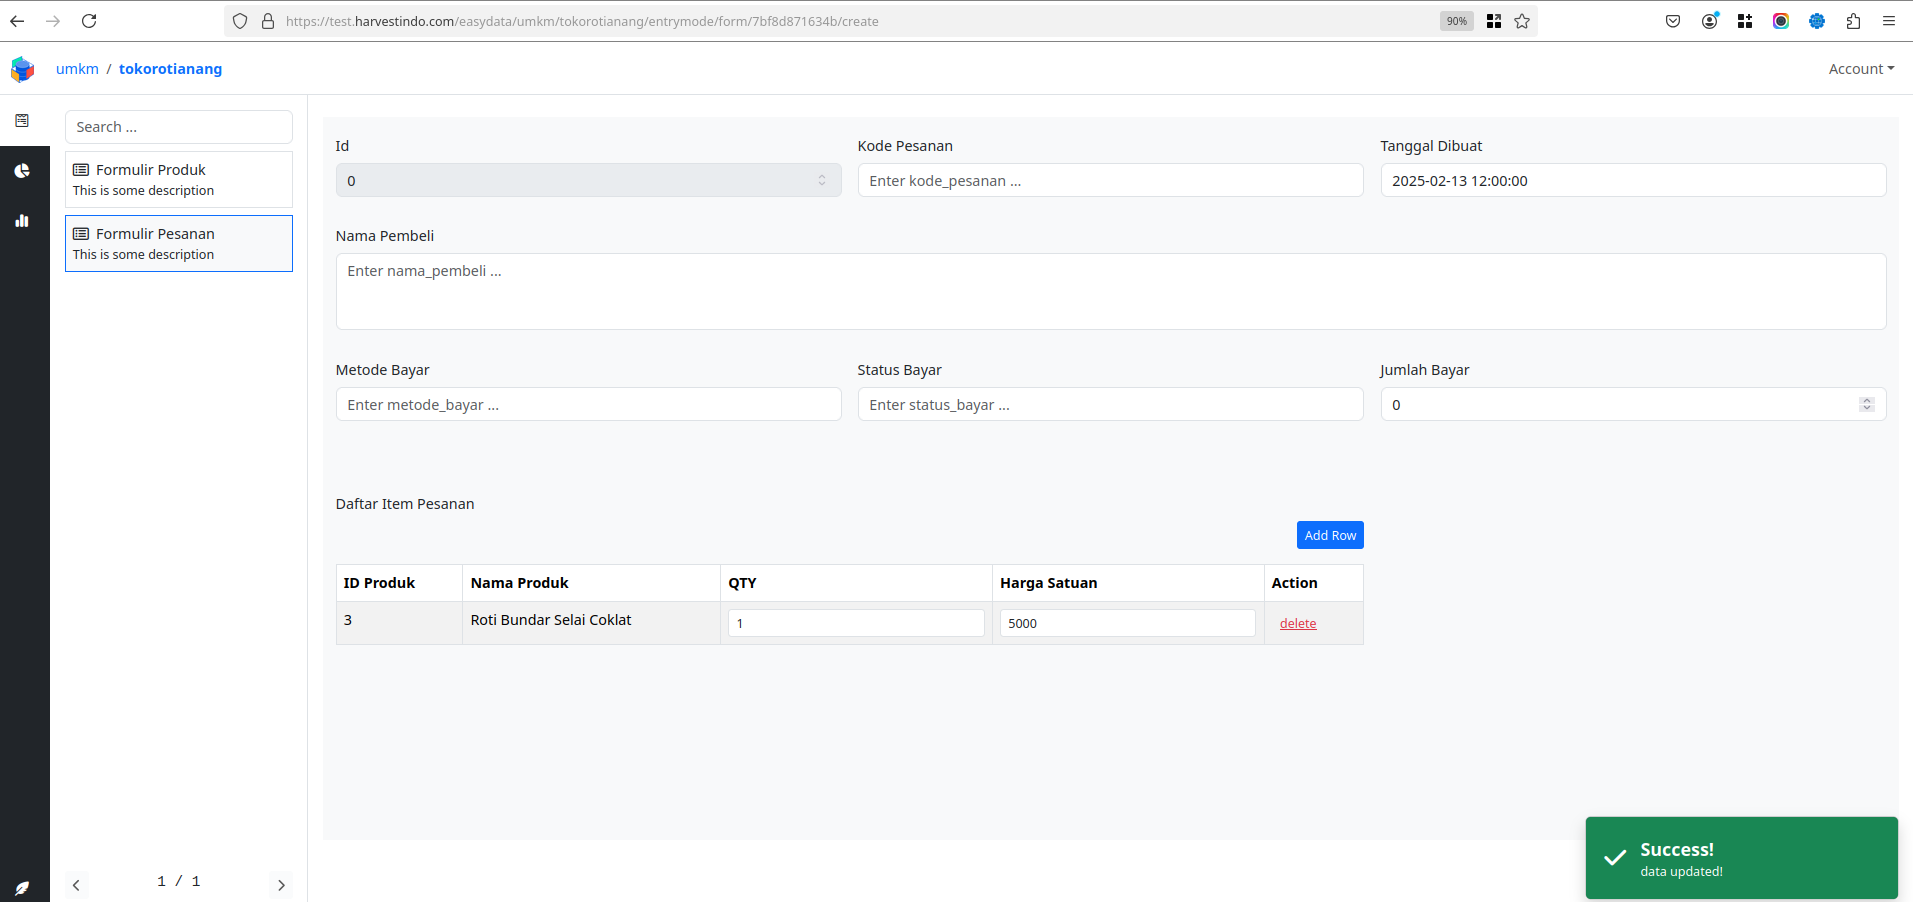 https://test.harvestindo.com/easydata/umkm/tokorotianang/entrymode/form/7bf8d871634b/create
90%
umkm / tokorotianang
Account
Search ...
Formulir Produk
This is some description
Formulir Pesanan
This is some description
1 / 1
Id
Kode Pesanan
Tanggal Dibuat
0
Enter kode_pesanan ...
2025-02-13 12:00:00
Nama Pembeli
Enter nama_pembeli ...
Metode Bayar
Status Bayar
Jumlah Bayar
Enter metode_bayar ...
Enter status_bayar ...
0
Daftar Item Pesanan
Add Row
ID Produk
Nama Produk
QTY
Harga Satuan
Action
3
Roti Bundar Selai Coklat
1
5000
delete
Success!
data updated!